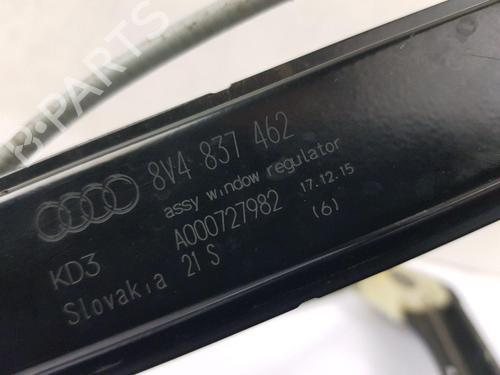 B-PARTS
8V4 837 462
assy window regulator
A000727982 17.12.15
KD3 (6)
Slovakia 21 S